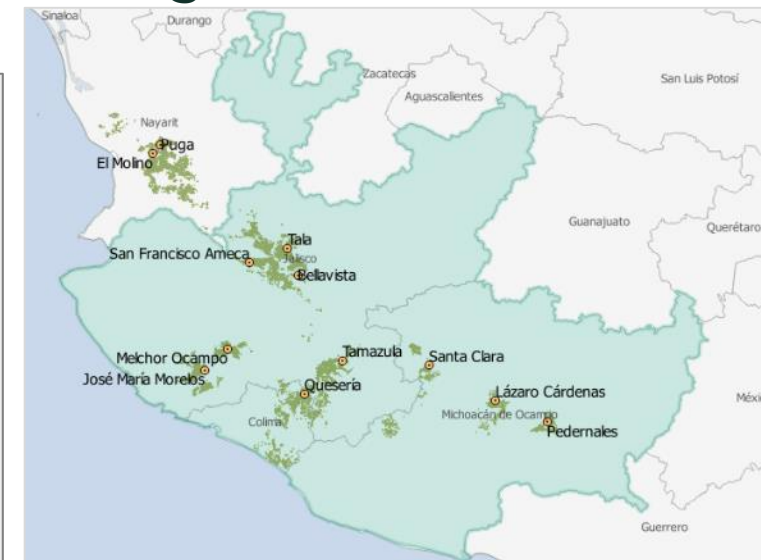 Sinaloa
Durango
Zacatecas
San Luis Potosí
Aguascalientes
Nayarit
Puga
El Molino
Guanajuato
Querétaro
Tala
San Francisco Ameca
Jalisco
Bellavista
Tamazula
Melchor Ocampo
Santa Clara
José María Morelos
Quesería
Lázaro Cárdenas
Méxi
Colima
Michoacán de Ocampo
Pedernales
Guerrero